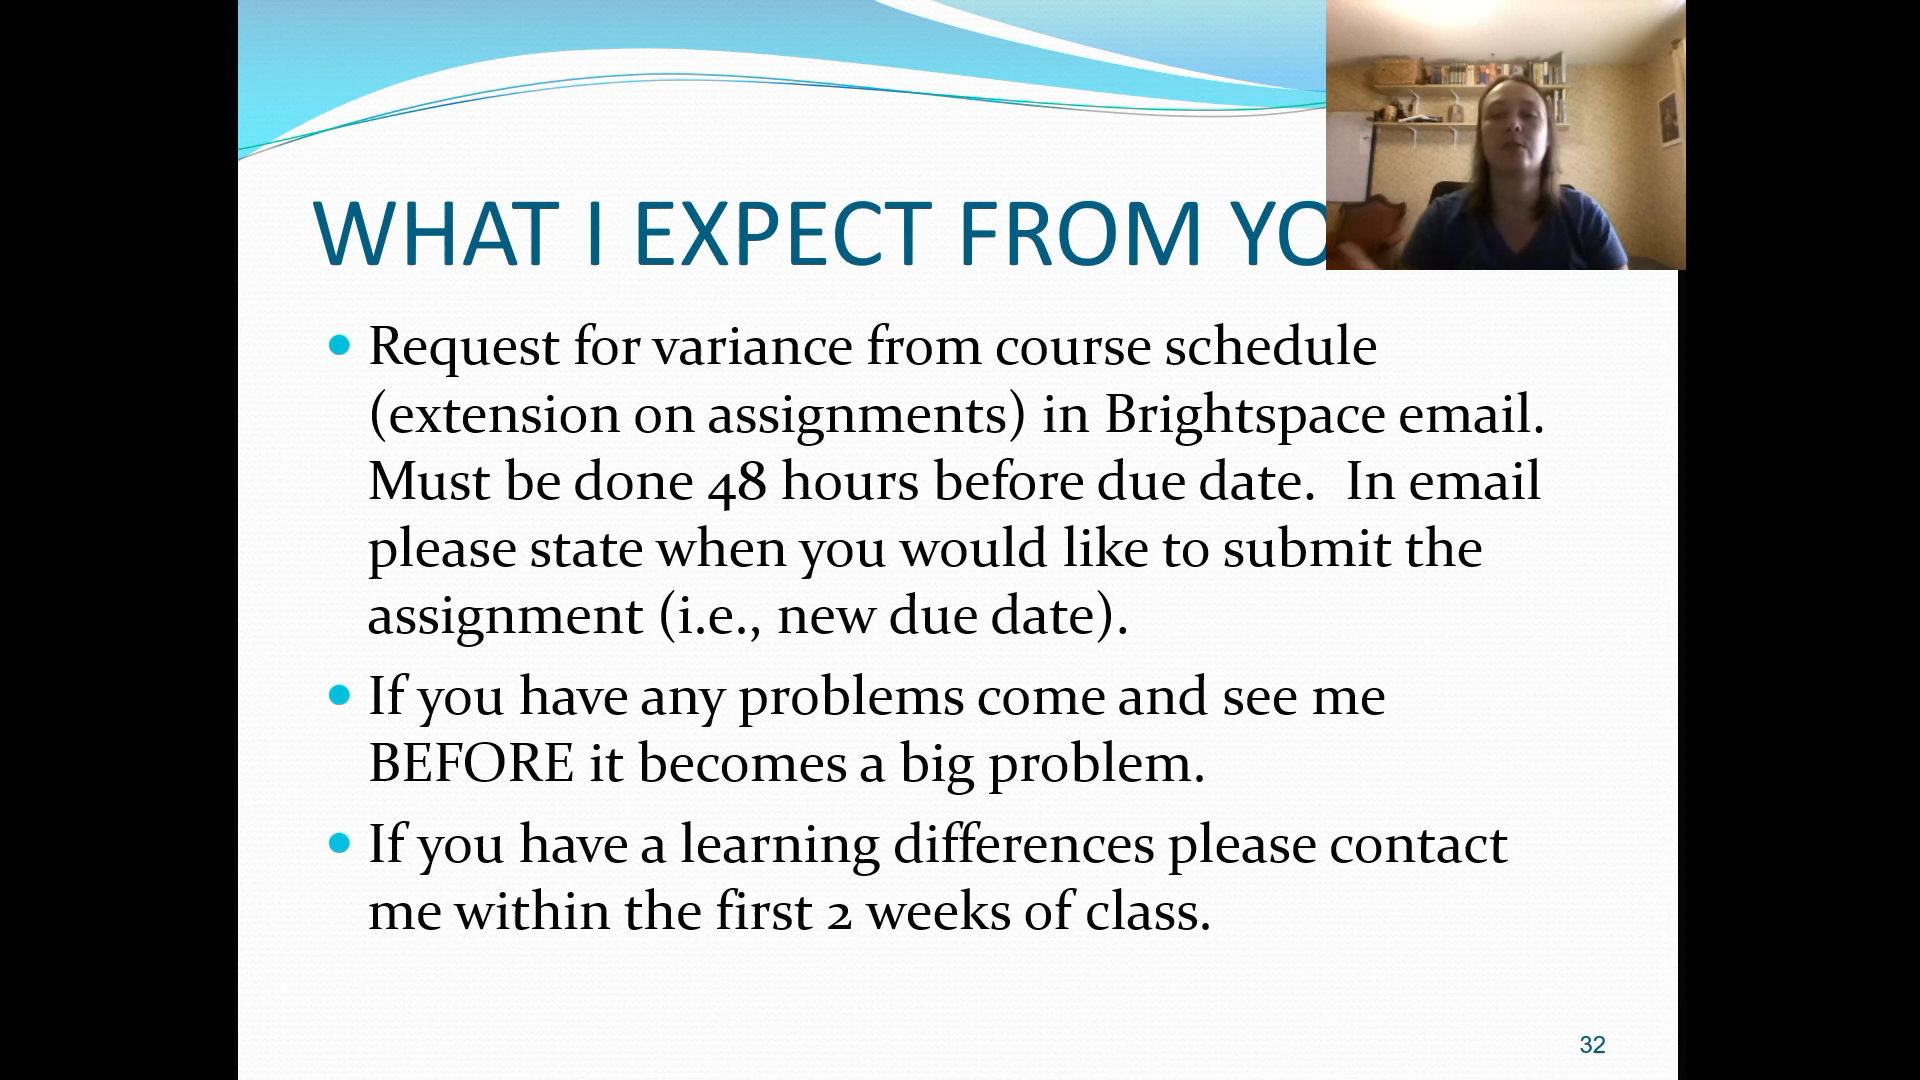 WHAT I EXPECT FROM YO
Request for variance from course schedule
(extension on assignments) in Brightspace email.
Must be done 48 hours before due date.  In email
please state when you would like to submit the
assignment (i.e., new due date).
If you have any problems come and see me
BEFORE it becomes a big problem.
If you have a learning differences please contact
me within the first 2 weeks of class.
32